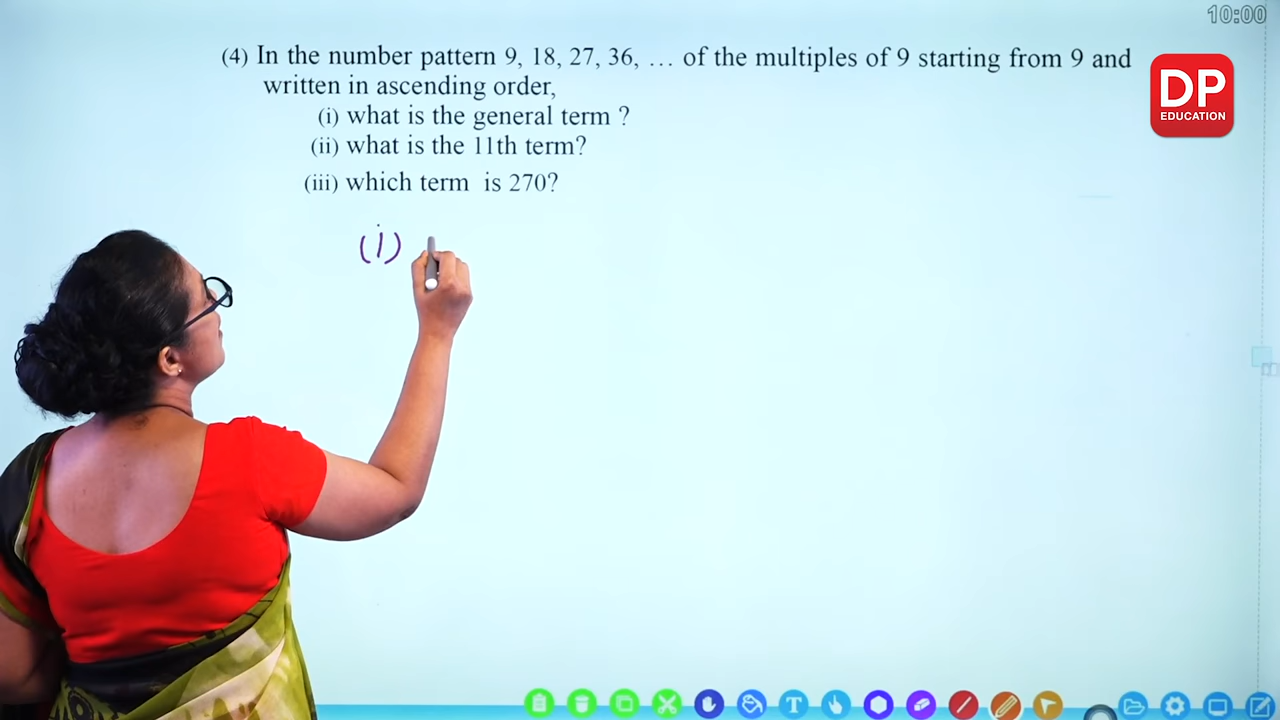 10:00
(4) In the number pattern 9, 18, 27, 36, … of the multiples of 9 starting from 9 and
written in ascending order,
(i) what is the general term ?
(ii) what is the 11th term?
(iii) which term is 270?
(i)
DP
EDUCATION
T